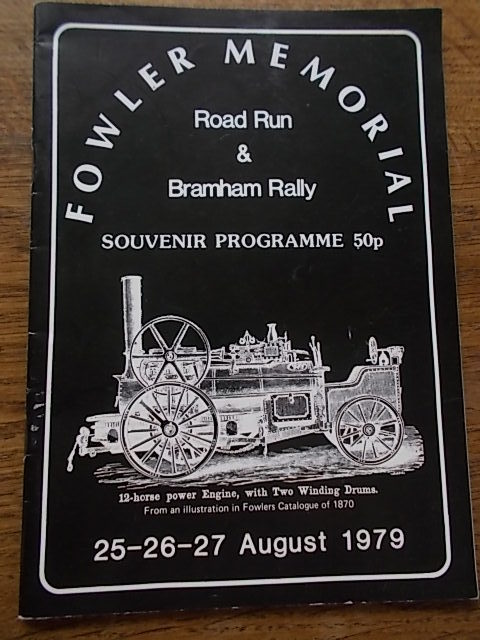 FOWLER MEMORIAL
Road Run
&
Bramham Rally
SOUVENIR PROGRAMME 50p
12-horse power Engine, with Two Winding Drums.
From an illustration in Fowlers Catalogue of 1870
25-26-27 August 1979